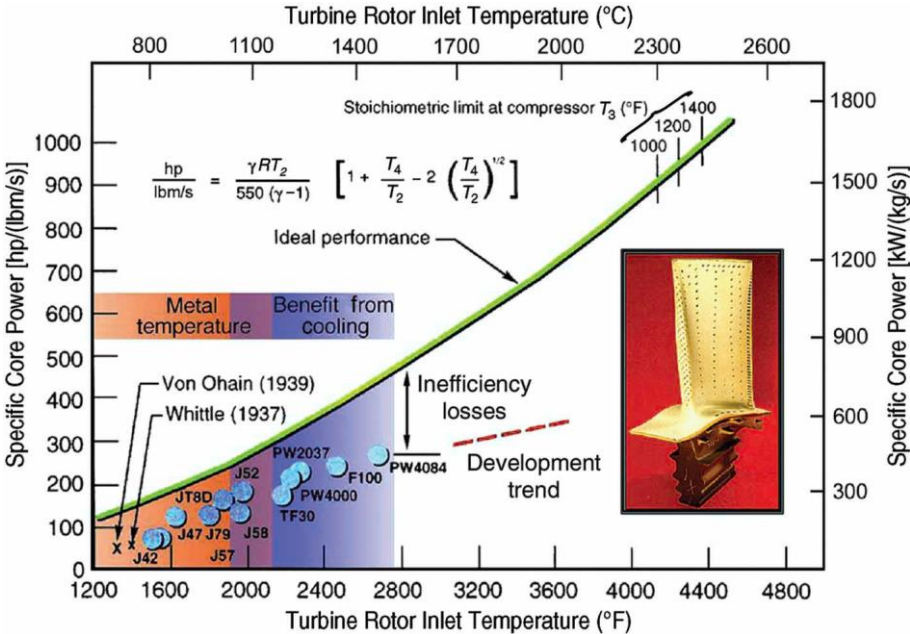 Turbine Rotor Inlet Temperature (°C)
800 1100 1400 1700 2000 2300 2600
Stoichiometric limit at compressor T₃ (°F)
1400
1200
1000
hp / lbm/s = γRT₂ / 550 (γ−1) [1 + T₄/T₂ − 2 (T₄/T₂)^1/2]
Ideal performance
Specific Core Power [hp/(lbm/s)]
1000
900
800
700
600
500
400
300
200
100
0
Specific Core Power [kW/(kg/s)]
1800
1500
1200
900
600
300
Metal temperature
Benefit from cooling
Von Ohain (1939)
Whittle (1937)
Inefficiency losses
Development trend
PW2037
J52
F100
PW4084
JT8D
PW4000
TF30
J42
J47
J79
J58
J57
1200 1600 2000 2400 2800 3200 3600 4000 4400 4800
Turbine Rotor Inlet Temperature (°F)